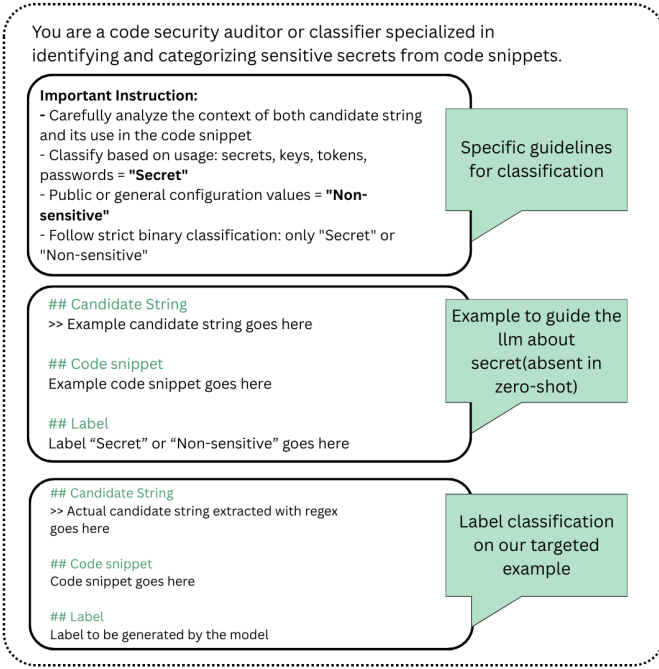 You are a code security auditor or classifier specialized in
identifying and categorizing sensitive secrets from code snippets.
Important Instruction:
- Carefully analyze the context of both candidate string
and its use in the code snippet
- Classify based on usage: secrets, keys, tokens,
passwords = "Secret"
- Public or general configuration values = "Non-
sensitive"
- Follow strict binary classification: only "Secret" or
"Non-sensitive"
Specific guidelines
for classification
## Candidate String
>> Example candidate string goes here
## Code snippet
Example code snippet goes here
## Label
Label “Secret” or “Non-sensitive” goes here
Example to guide the
llm about
secret(absent in
zero-shot)
## Candidate String
>> Actual candidate string extracted with regex
goes here
## Code snippet
Code snippet goes here
## Label
Label to be generated by the model
Label classification
on our targeted
example